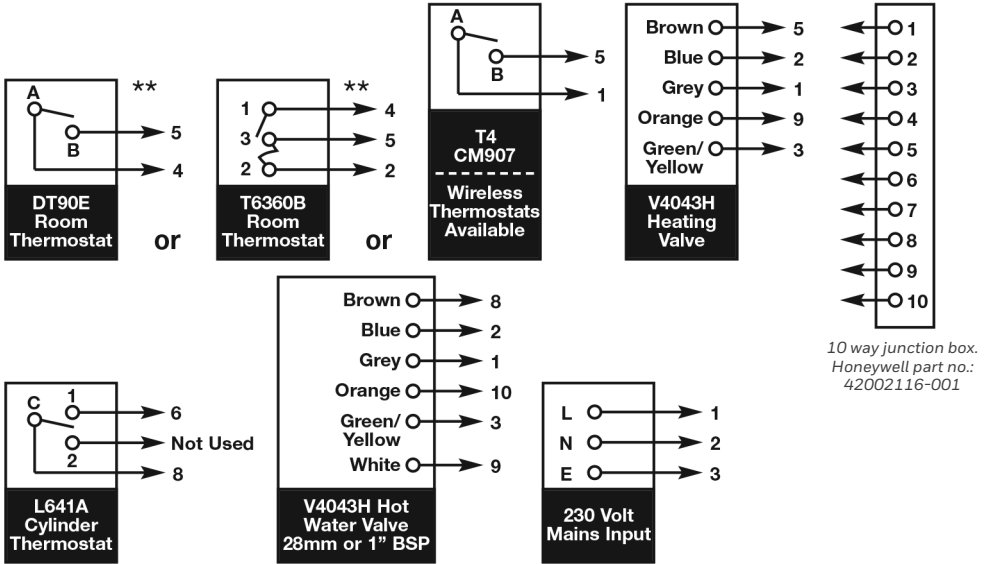 A
B
5
4
DT90E
Room
Thermostat
**
or
1
3
2
4
5
2
T6360B
Room
Thermostat
**
or
A
B
5
1
T4
CM907
Wireless
Thermostats
Available
Brown 5
Blue 2
Grey 1
Orange 9
Green/
Yellow 3
V4043H
Heating
Valve
1
2
3
4
5
6
7
8
9
10
10 way junction box.
Honeywell part no.:
42002116-001
C
1
2
6
Not Used
8
L641A
Cylinder
Thermostat
Brown 8
Blue 2
Grey 1
Orange 10
Green/
Yellow 3
White 9
V4043H Hot
Water Valve
28mm or 1” BSP
L 1
N 2
E 3
230 Volt
Mains Input